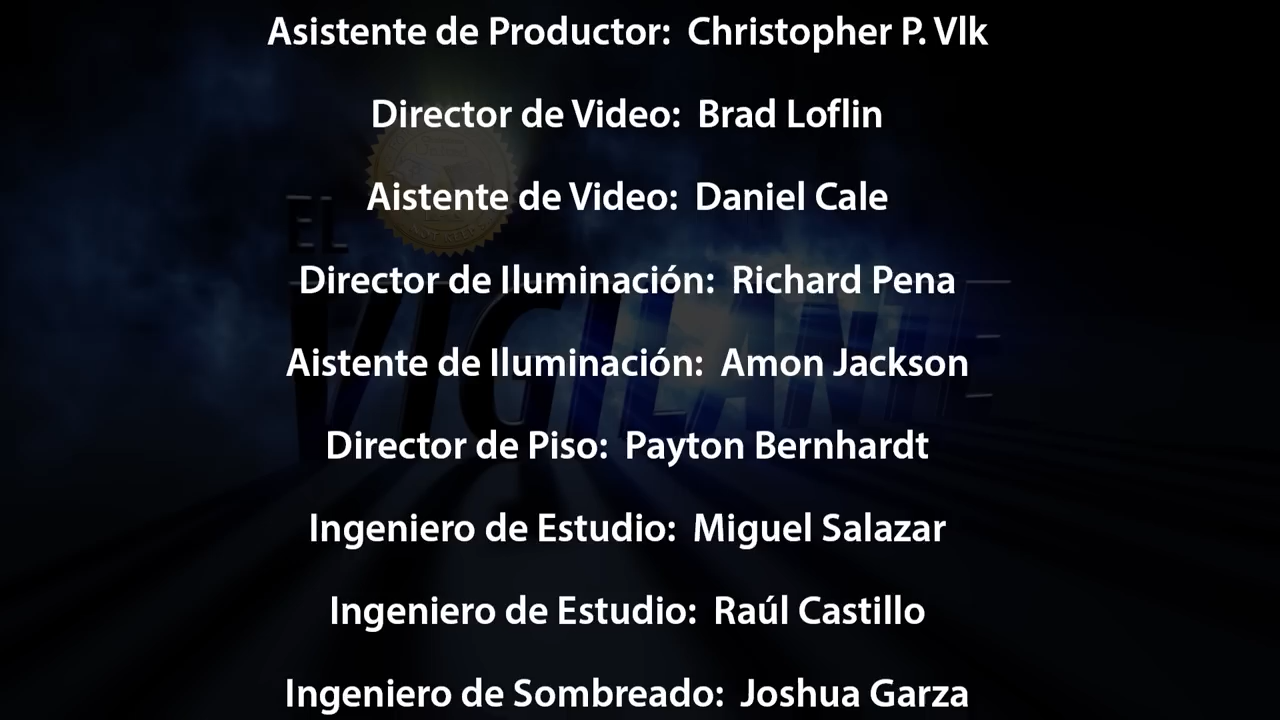 Asistente de Productor: Christopher P. Vlk
Director de Video: Brad Loflin
Aistente de Video: Daniel Cale
EL
Director de Iluminación: Richard Pena
VIGILANTE
Aistente de Iluminación: Amon Jackson
Director de Piso: Payton Bernhardt
Ingeniero de Estudio: Miguel Salazar
Ingeniero de Estudio: Raúl Castillo
Ingeniero de Sombreado: Joshua Garza